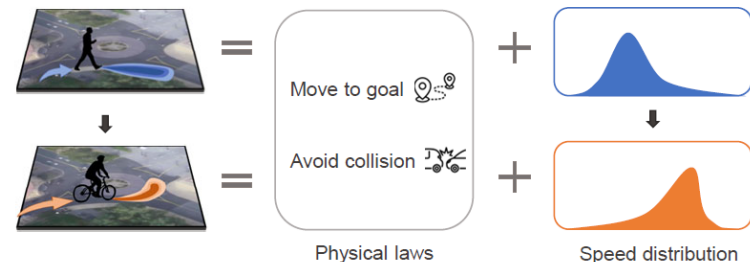 Move to goal
Avoid collision
Physical laws
Speed distribution